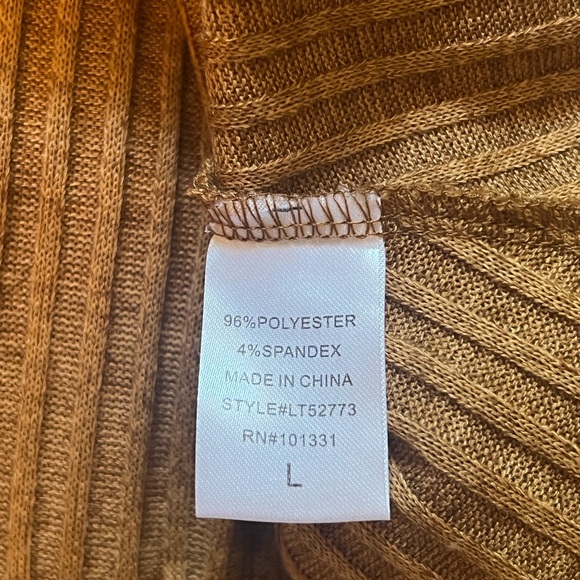 96%POLYESTER
4%SPANDEX
MADE IN CHINA
STYLE#LT52773
RN#101331
L